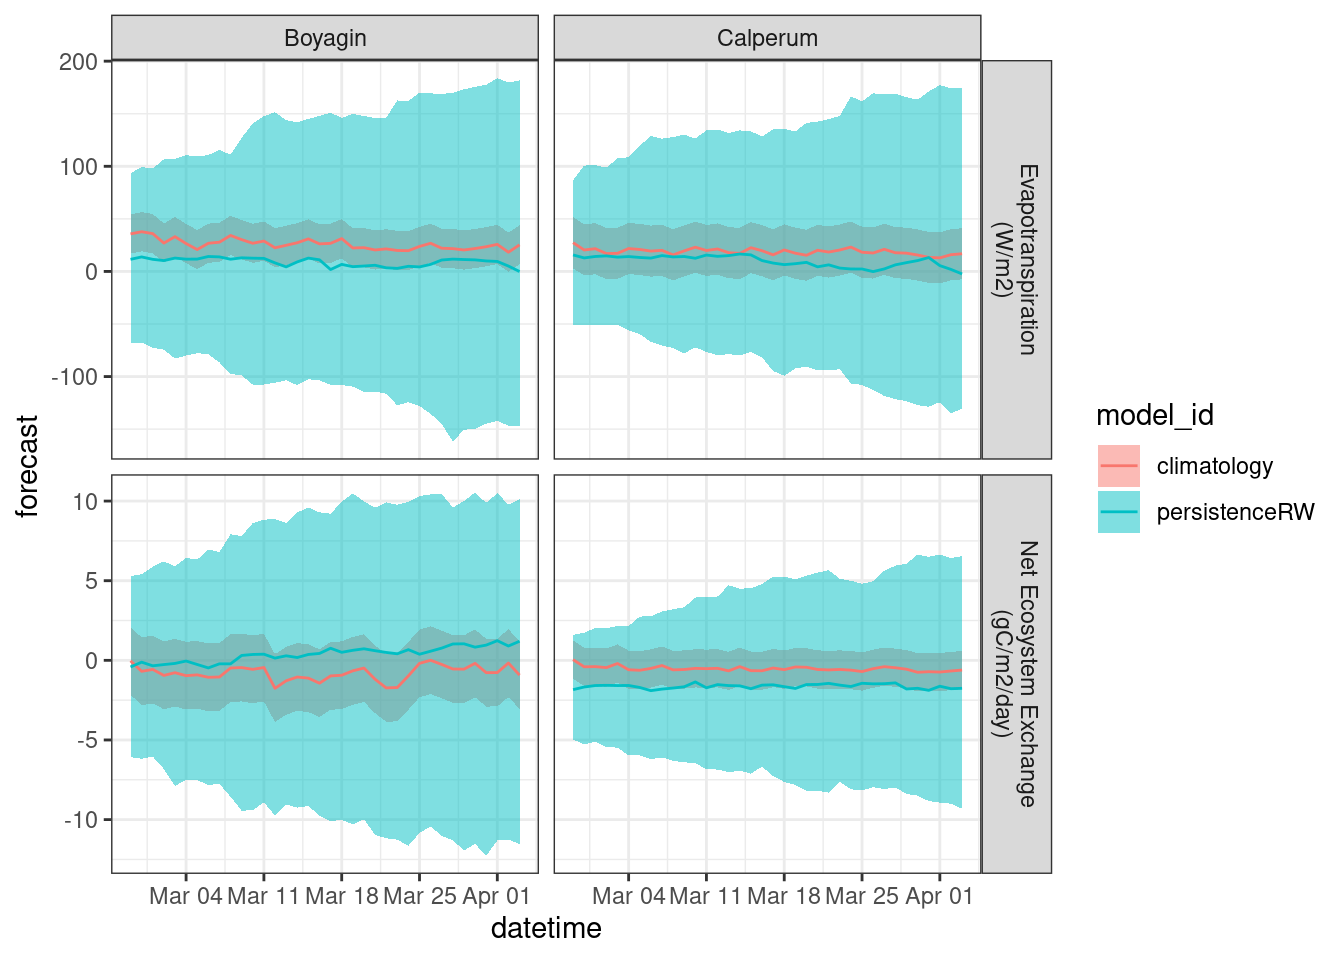 Boyagin
Calperum
200
100
0
-100
Evapotranspiration
(W/m2)
10
5
0
-5
-10
Net Ecosystem Exchange
(gC/m2/day)
forecast
Mar 04 Mar 11 Mar 18 Mar 25 Apr 01
Mar 04 Mar 11 Mar 18 Mar 25 Apr 01
datetime
model_id
climatology
persistenceRW